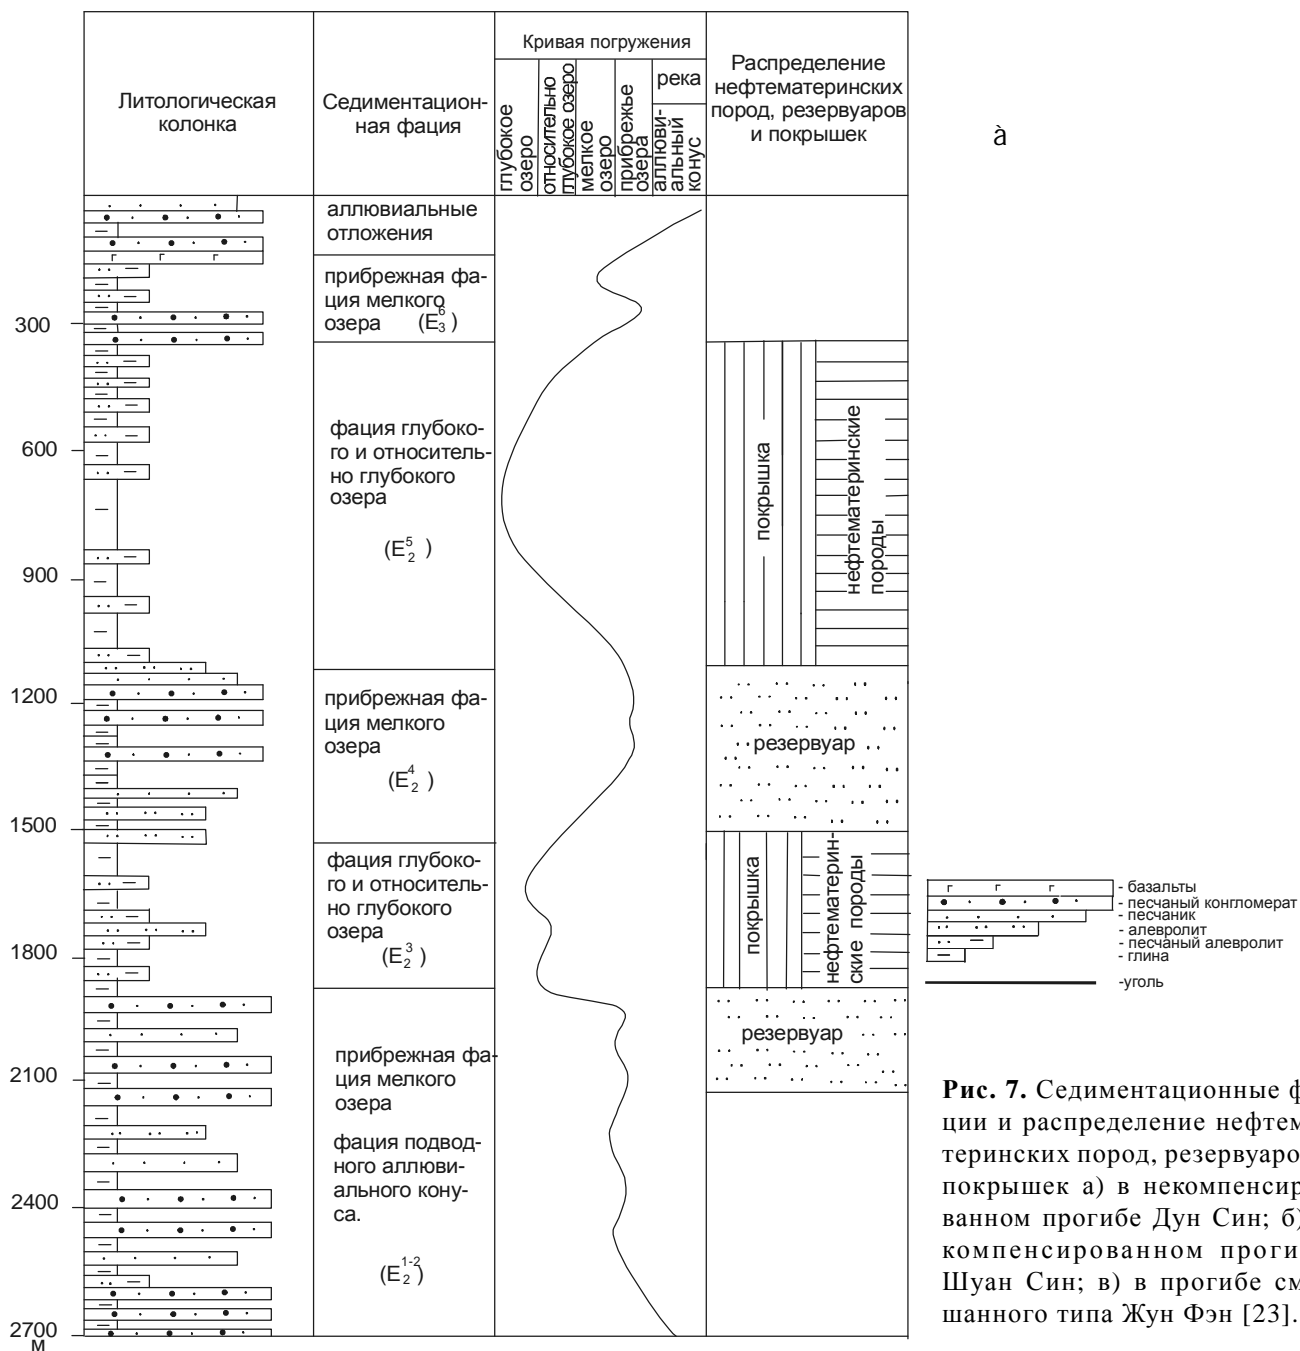 Литологическая
колонка
Седиментацион-
ная фация
Кривая погружения
глубокое
озеро
относительно
глубокое озеро
мелкое
озеро
прибрежье
озера
река
аллюви-
альный
конус
Распределение
нефтематеринских
пород, резервуаров
и покрышек
à
аллювиальные
отложения
прибрежная фа-
ция мелкого
озера (E₃⁶)
300
фация глубоко-
го и относитель-
но глубокого
озера
(E₂⁵)
600
900
покрышка
нефтематеринские
породы
прибрежная фа-
ция мелкого
озера
(E₂⁴)
1200
1500
резервуар
фация глубоко-
го и относитель-
но глубокого
озера
(E₂³)
1800
покрышка
нефтематерин-
ские породы
- базальты
- песчаный конгломерат
- песчаник
- алевролит
- песчаный алевролит
- глина
-уголь
прибрежная фа-
ция мелкого
озера
фация подвод-
ного аллюви-
ального кону-
са.
(E₂¹⁻²)
резервуар
2100
2400
2700
м
Рис. 7. Седиментационные ф
ции и распределение нефтем
теринских пород, резервуаро
покрышек а) в некомпенсир
ванном прогибе Дун Син; б)
компенсированном проги
Шуан Син; в) в прогибе см
шанного типа Жун Фэн [23].